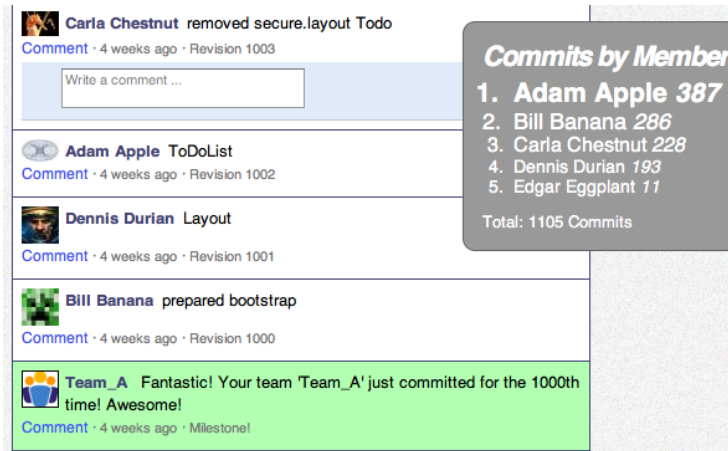 Carla Chestnut removed secure.layout Todo
Comment · 4 weeks ago · Revision 1003
Write a comment ...
Adam Apple ToDoList
Comment · 4 weeks ago · Revision 1002
Dennis Durian Layout
Comment · 4 weeks ago · Revision 1001
Bill Banana prepared bootstrap
Comment · 4 weeks ago · Revision 1000
Team_A Fantastic! Your team 'Team_A' just committed for the 1000th
time! Awesome!
Comment · 4 weeks ago · Milestone!
Commits by Member
1. Adam Apple 387
2. Bill Banana 286
3. Carla Chestnut 228
4. Dennis Durian 193
5. Edgar Eggplant 11
Total: 1105 Commits